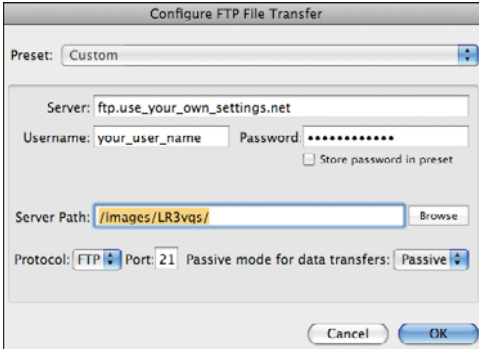 Configure FTP File Transfer
Preset: Custom
Server: ftp.use_your_own_settings.net
Username: your_user_name Password: ••••••••••••
Store password in preset
Server Path: /images/LR3vqs/ Browse
Protocol: FTP Port: 21 Passive mode for data transfers: Passive
Cancel OK